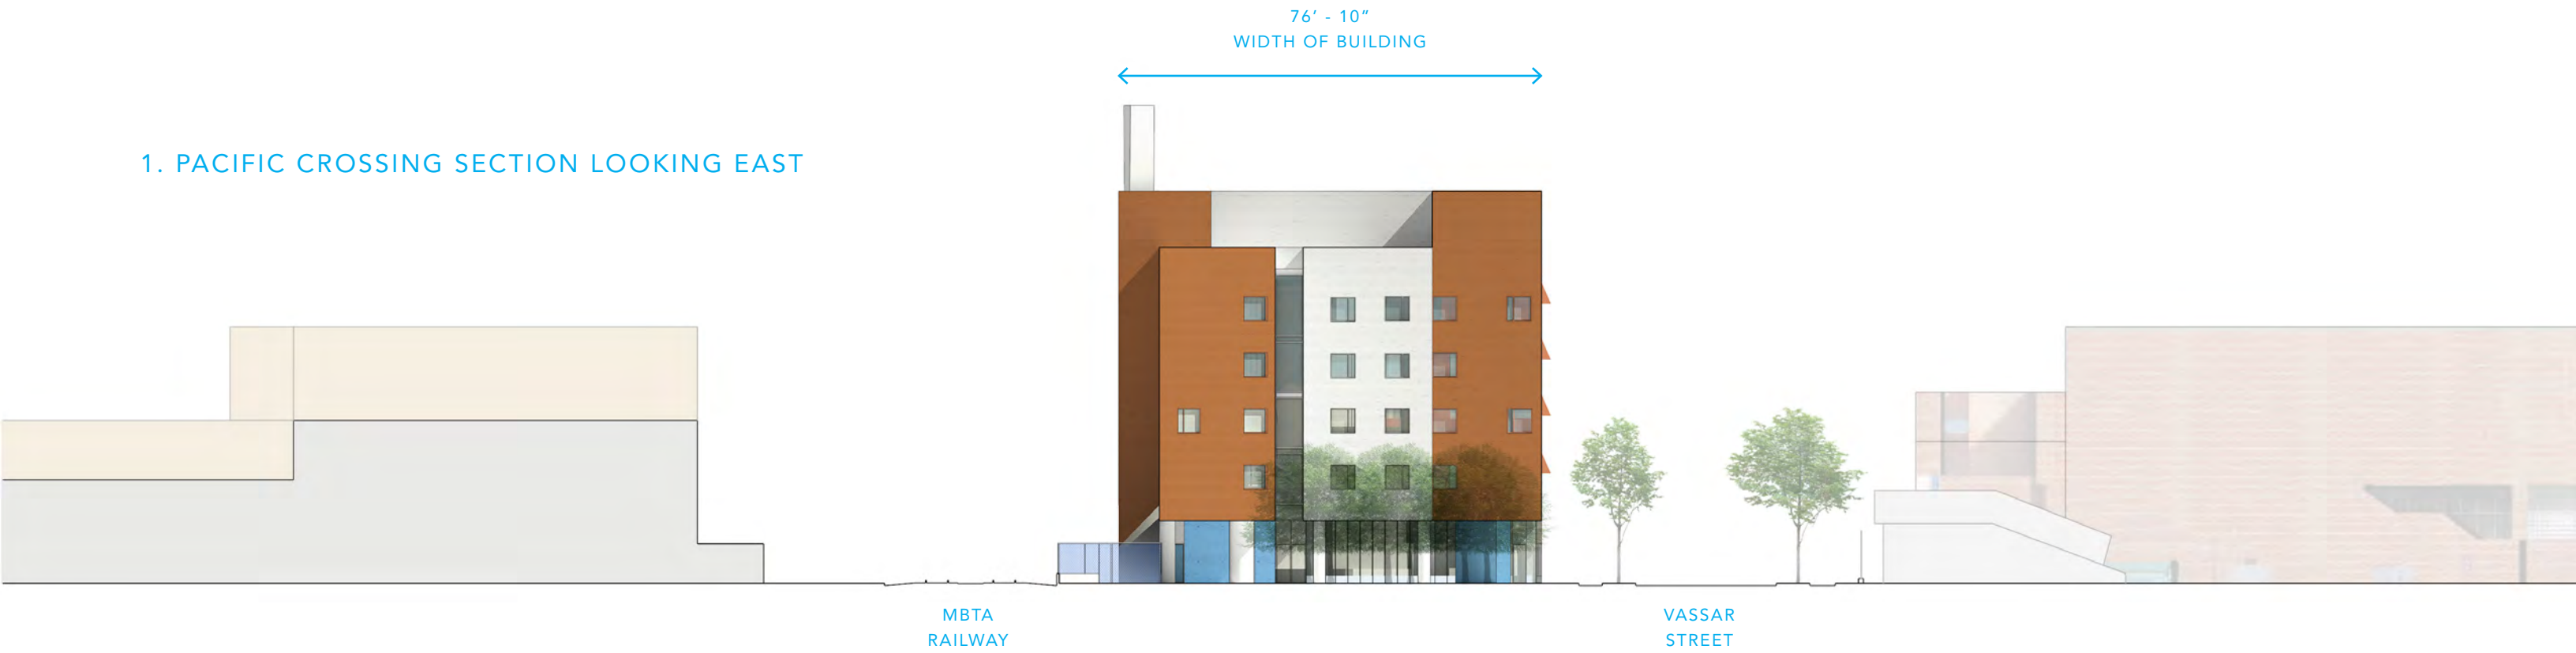 76’ - 10”
WIDTH OF BUILDING
1. PACIFIC CROSSING SECTION LOOKING EAST
MBTA
RAILWAY
VASSAR
STREET